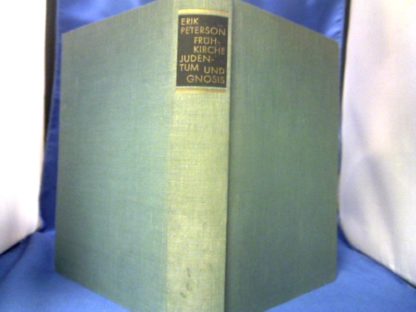 ERIK
PETERSON
FRÜH-
KIRCHE
JUDEN-
TUM UND
GNOSIS